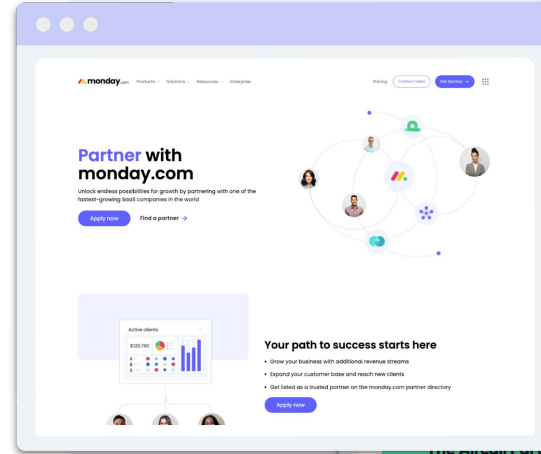 monday.com Products Solutions Resources Enterprise Pricing Contact sales Get Started →
Partner with
monday.com
Unlock endless possibilities for growth by partnering with one of the
fastest-growing SaaS companies in the world
Apply now Find a partner →
Active clients
$120,790
Your path to success starts here
• Grow your business with additional revenue streams
• Expand your customer base and reach new clients
• Get listed as a trusted partner on the monday.com partner directory
Apply now